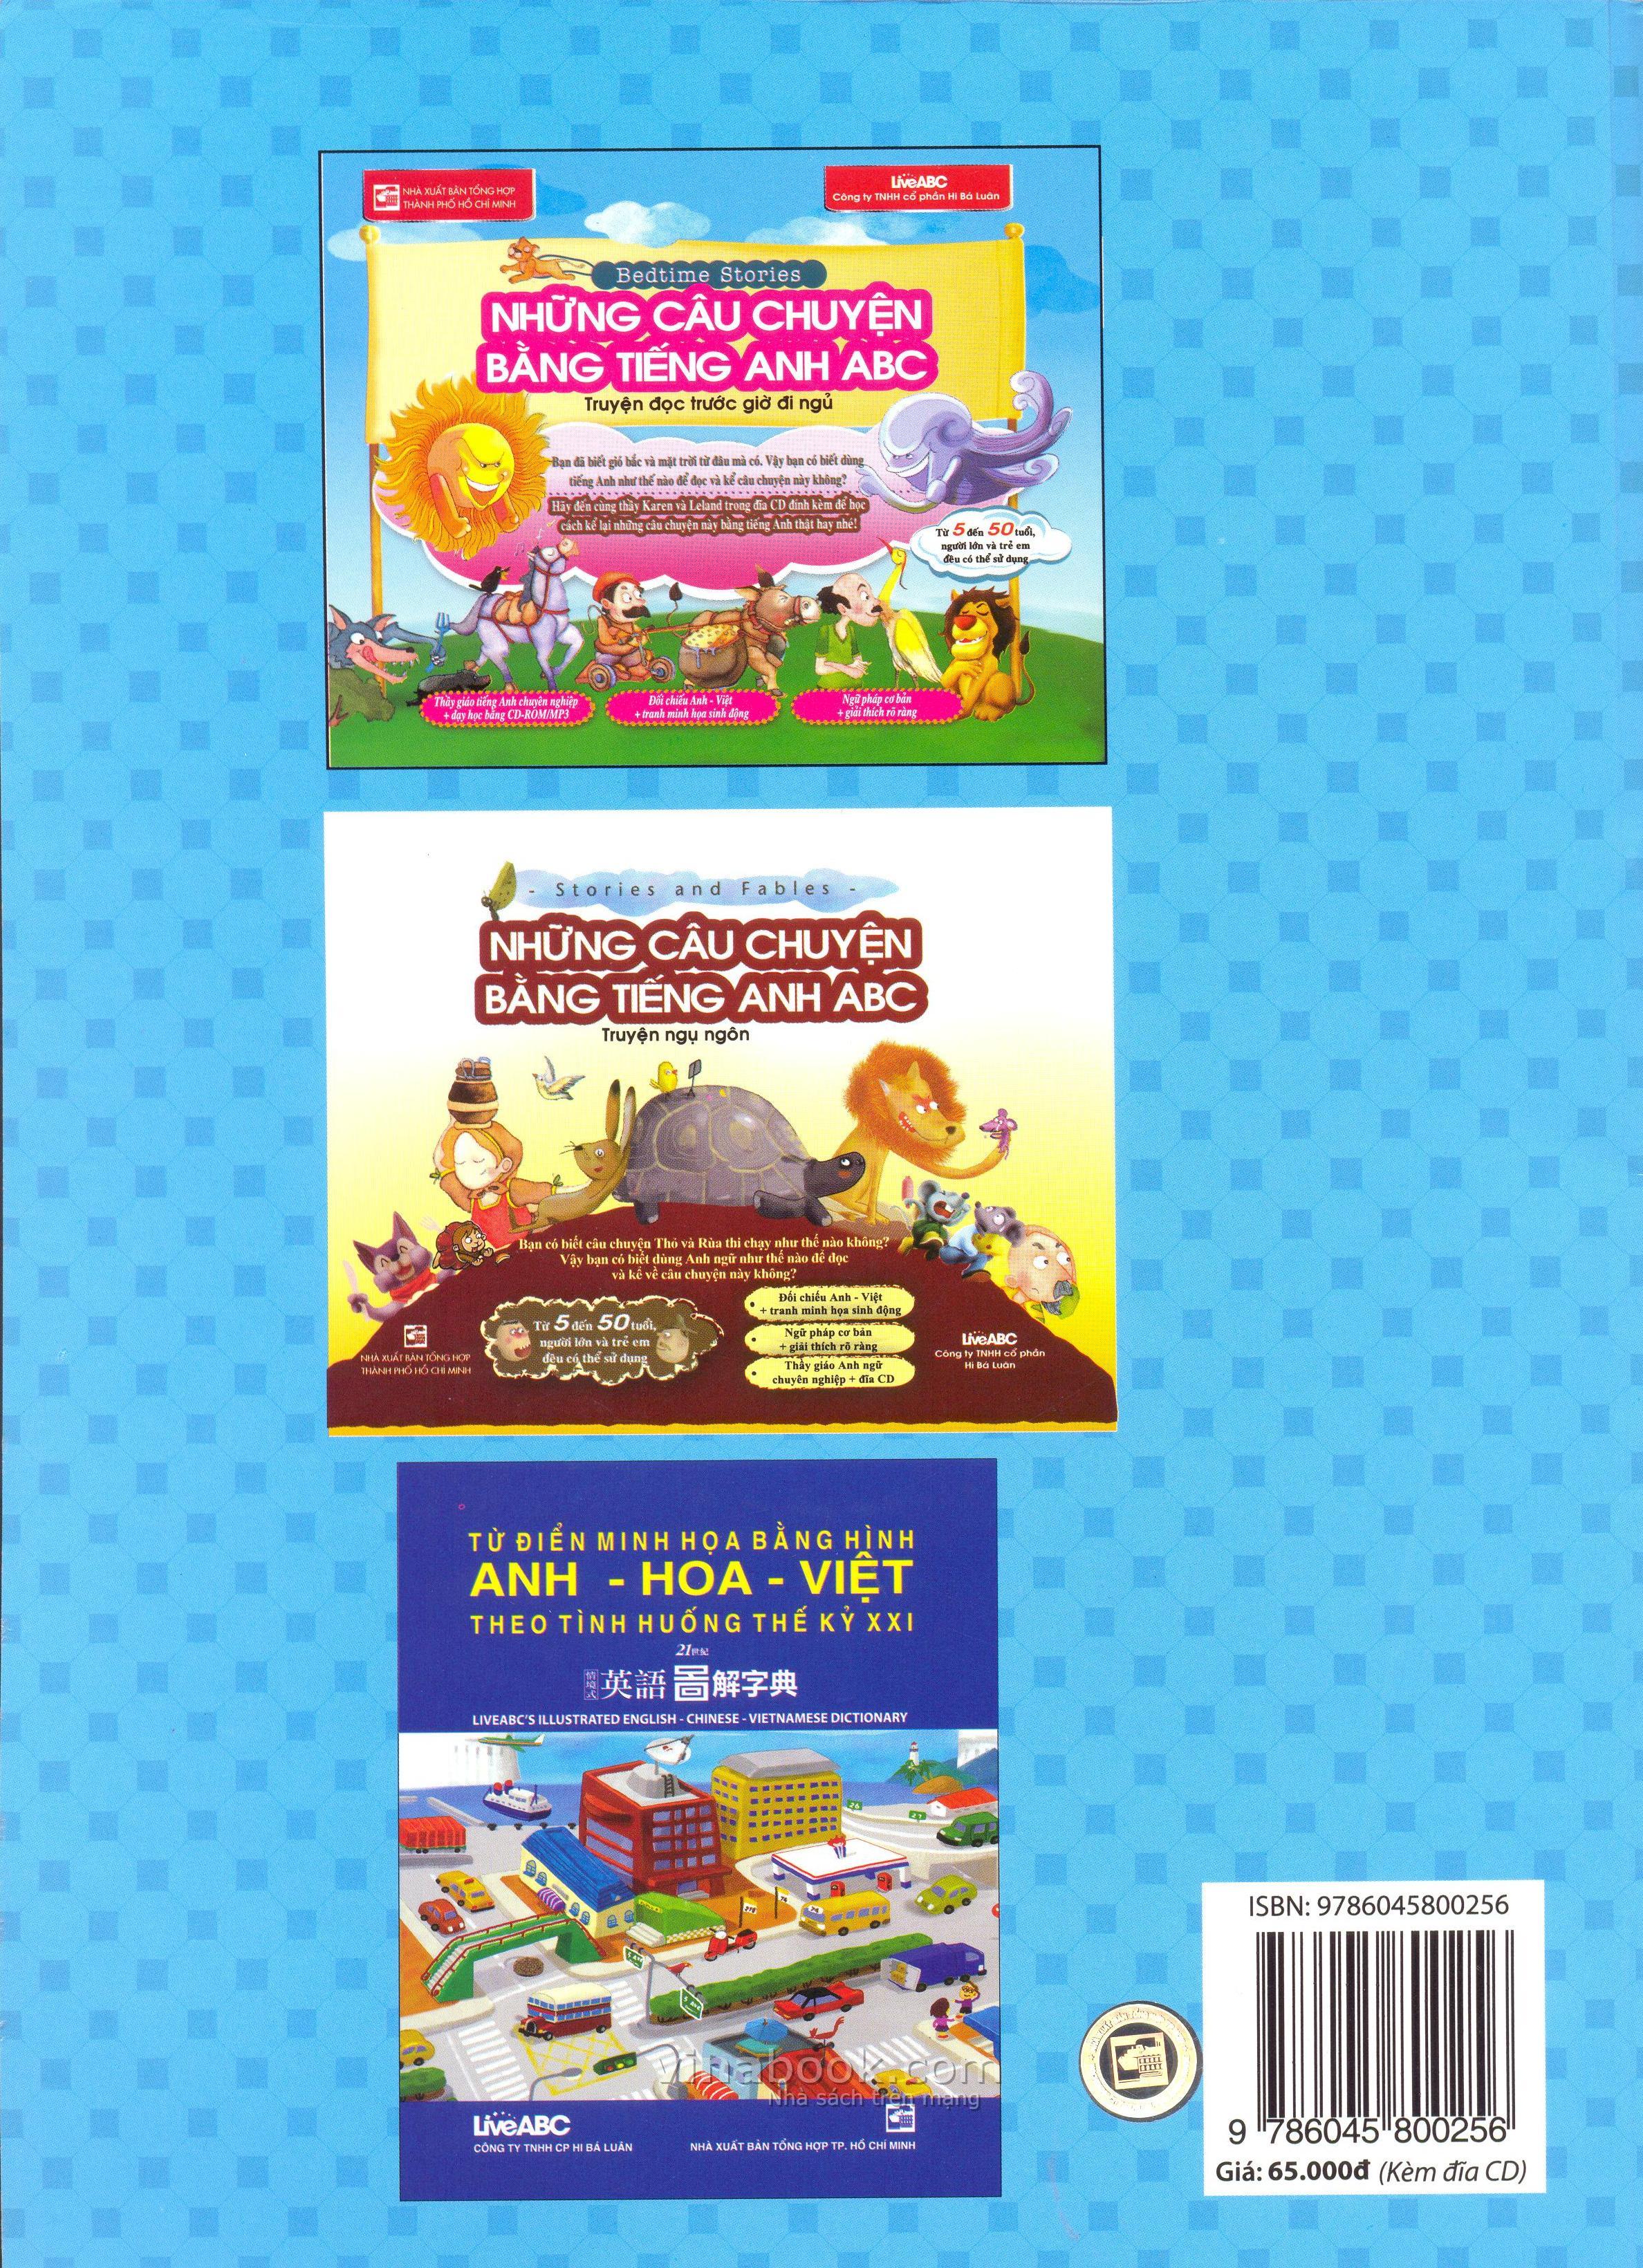 NHÀ XUẤT BẢN TỔNG HỢP
THÀNH PHỐ HỒ CHÍ MINH
LiveABC
Công ty TNHH cổ phần Hi Bá Luân
Bedtime Stories
NHỮNG CÂU CHUYỆN
BẰNG TIẾNG ANH ABC
Truyện đọc trước giờ đi ngủ
Bạn đã biết gió bắc và mặt trời từ đâu mà có. Vậy bạn có biết dùng
tiếng Anh như thế nào để đọc và kể câu chuyện này không?
Hãy đến cùng thầy Karen và Leland trong đĩa CD đính kèm để học
cách kể lại những câu chuyện này bằng tiếng Anh thật hay nhé!
Từ 5 đến 50 tuổi,
người lớn và trẻ em
đều có thể sử dụng
Thầy giáo tiếng Anh chuyên nghiệp
+ dạy học bằng CD-ROM/MP3
Đối chiếu Anh - Việt
+ tranh minh họa sinh động
Ngữ pháp cơ bản
+ giải thích rõ ràng
- Stories and Fables -
NHỮNG CÂU CHUYỆN
BẰNG TIẾNG ANH ABC
Truyện ngụ ngôn
Bạn có biết câu chuyện Thỏ và Rùa thi chạy như thế nào không?
Vậy bạn có biết dùng Anh ngữ như thế nào để đọc
và kể về câu chuyện này không?
Từ 5 đến 50 tuổi,
người lớn và trẻ em
đều có thể sử dụng
Đối chiếu Anh - Việt
+ tranh minh họa sinh động
Ngữ pháp cơ bản
+ giải thích rõ ràng
Thầy giáo Anh ngữ
chuyên nghiệp + đĩa CD
NHÀ XUẤT BẢN TỔNG HỢP
THÀNH PHỐ HỒ CHÍ MINH
LiveABC
Công ty TNHH cổ phần
Hi Bá Luân
TỪ ĐIỂN MINH HỌA BẰNG HÌNH
ANH - HOA - VIỆT
THEO TÌNH HUỐNG THẾ KỶ XXI
21世紀
情境式 英語圖解字典
LIVEABC'S ILLUSTRATED ENGLISH - CHINESE - VIETNAMESE DICTIONARY
26
27
vinabook.com
Nhà sách trên mạng
LiveABC
CÔNG TY TNHH CP HI BÁ LUÂN
NHÀ XUẤT BẢN TỔNG HỢP TP. HỒ CHÍ MINH
ISBN: 9786045800256
9 786045 800256
Giá: 65.000đ (Kèm đĩa CD)